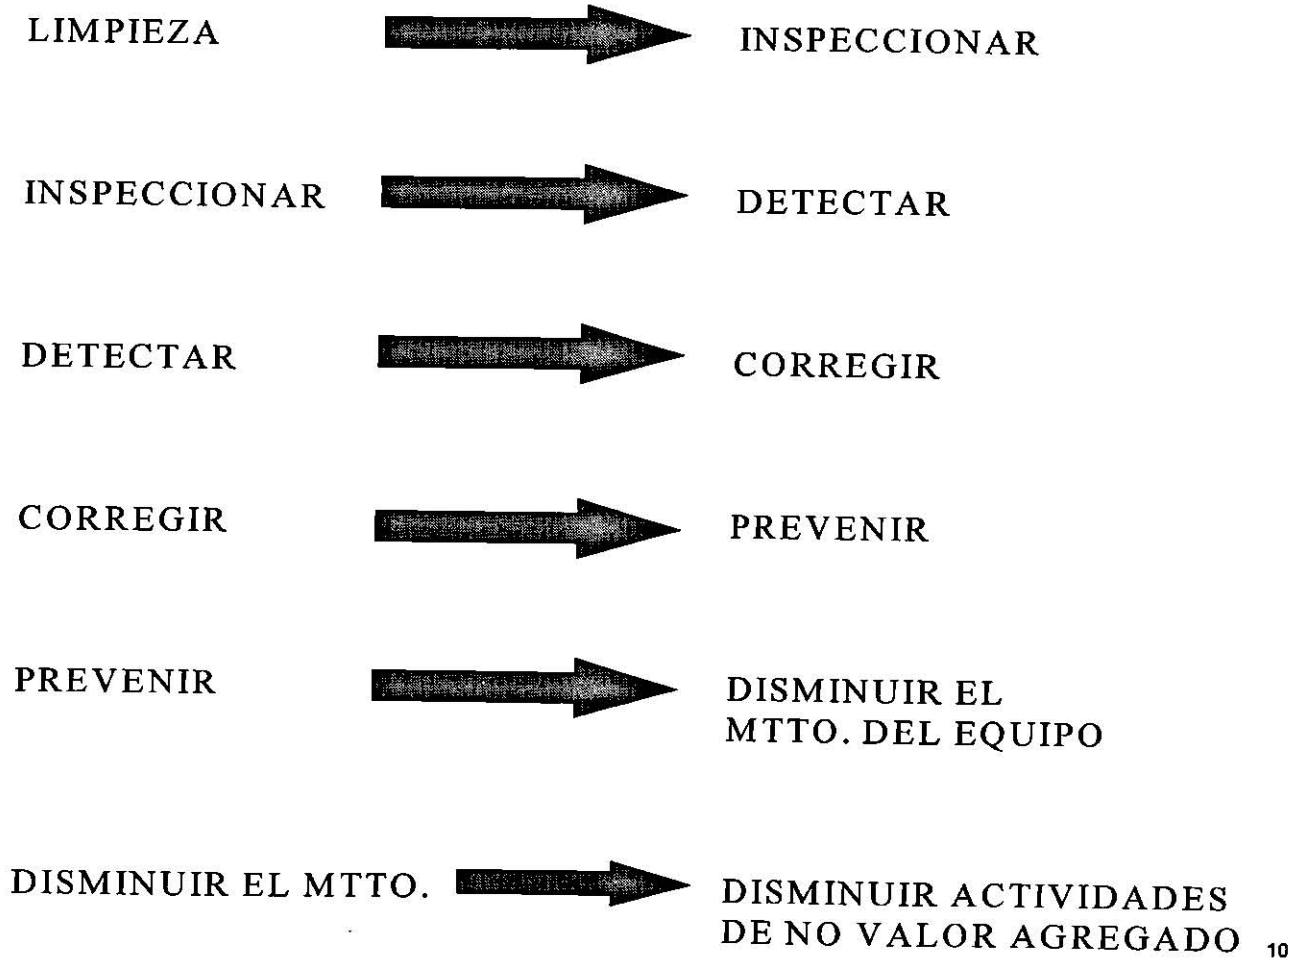 LIMPIEZA
INSPECCIONAR
INSPECCIONAR
DETECTAR
DETECTAR
CORREGIR
CORREGIR
PREVENIR
PREVENIR
DISMINUIR EL
MTTO. DEL EQUIPO
DISMINUIR EL MTTO.
DISMINUIR ACTIVIDADES
DE NO VALOR AGREGADO
10